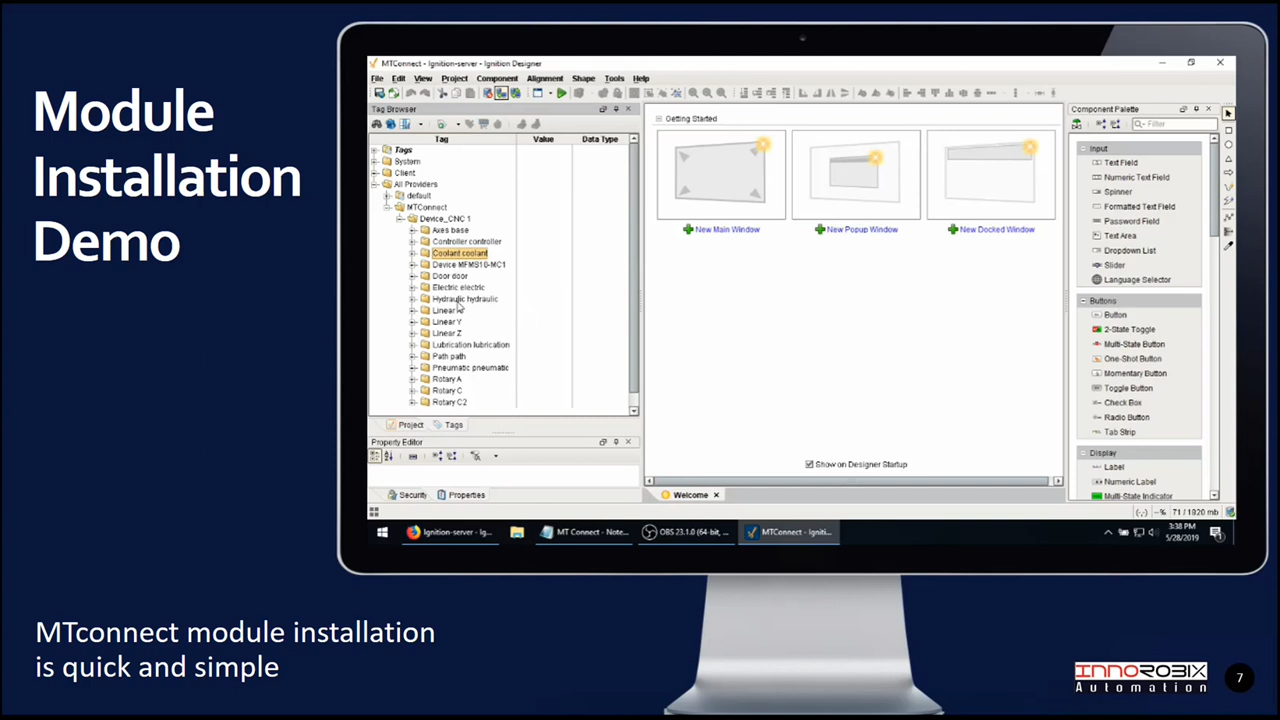 Module
Installation
Demo
MTConnect - Ignition-server - Ignition Designer
File Edit View Project Component Alignment Shape Tools Help
Tag Browser
Tag Value Data Type
Tags
System
Client
All Providers
default
MTConnect
Device_CNC 1
Axes base
Controller controller
Coolant coolant
Device MFMS10-MC1
Door door
Electric electric
Hydraulic hydraulic
Linear
Linear Y
Linear Z
Lubrication lubrication
Path path
Pneumatic pneumatic
Rotary A
Rotary C
Rotary C2
Project Tags
Property Editor
Security Properties
Getting Started
New Main Window New Popup Window New Docked Window
Show on Designer Startup
Welcome
Component Palette
Filter
Input
Text Field
Numeric Text Field
Spinner
Formatted Text Field
Password Field
Text Area
Dropdown List
Slider
Language Selector
Buttons
Button
2-State Toggle
Multi-State Button
One-Shot Button
Momentary Button
Toggle Button
Check Box
Radio Button
Tab Strip
Display
Label
Numeric Label
Multi-State Indicator
71 / 1820 mb
Ignition-server - Ig... MT Connect - Note... OBS 23.1.0 (64-bit, ... MTConnect - Igniti...
3:38 PM
5/28/2019
MTconnect module installation
is quick and simple
INNOROBIX
Automation
7